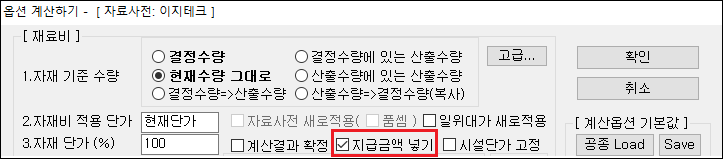 옵션 계산하기 - [ 자료사전: 이지테크 ]
[ 재료비 ]
1.자재 기준 수량
결정수량 결정수량에 있는 산출수량
현재수량 그대로 산출수량에 있는 산출수량
결정수량=>산출수량 산출수량=>결정수량(복사)
고급...
확인
취소
2.자재비 적용 단가 현재단가 자료사전 새로적용( 품셈 ) 일위대가 새로적용
3.자재 단가 (%) 100 계산결과 확정 지급금액 넣기 시설단가 고정
[ 계산옵션 기본값 ]
공종 Load Save